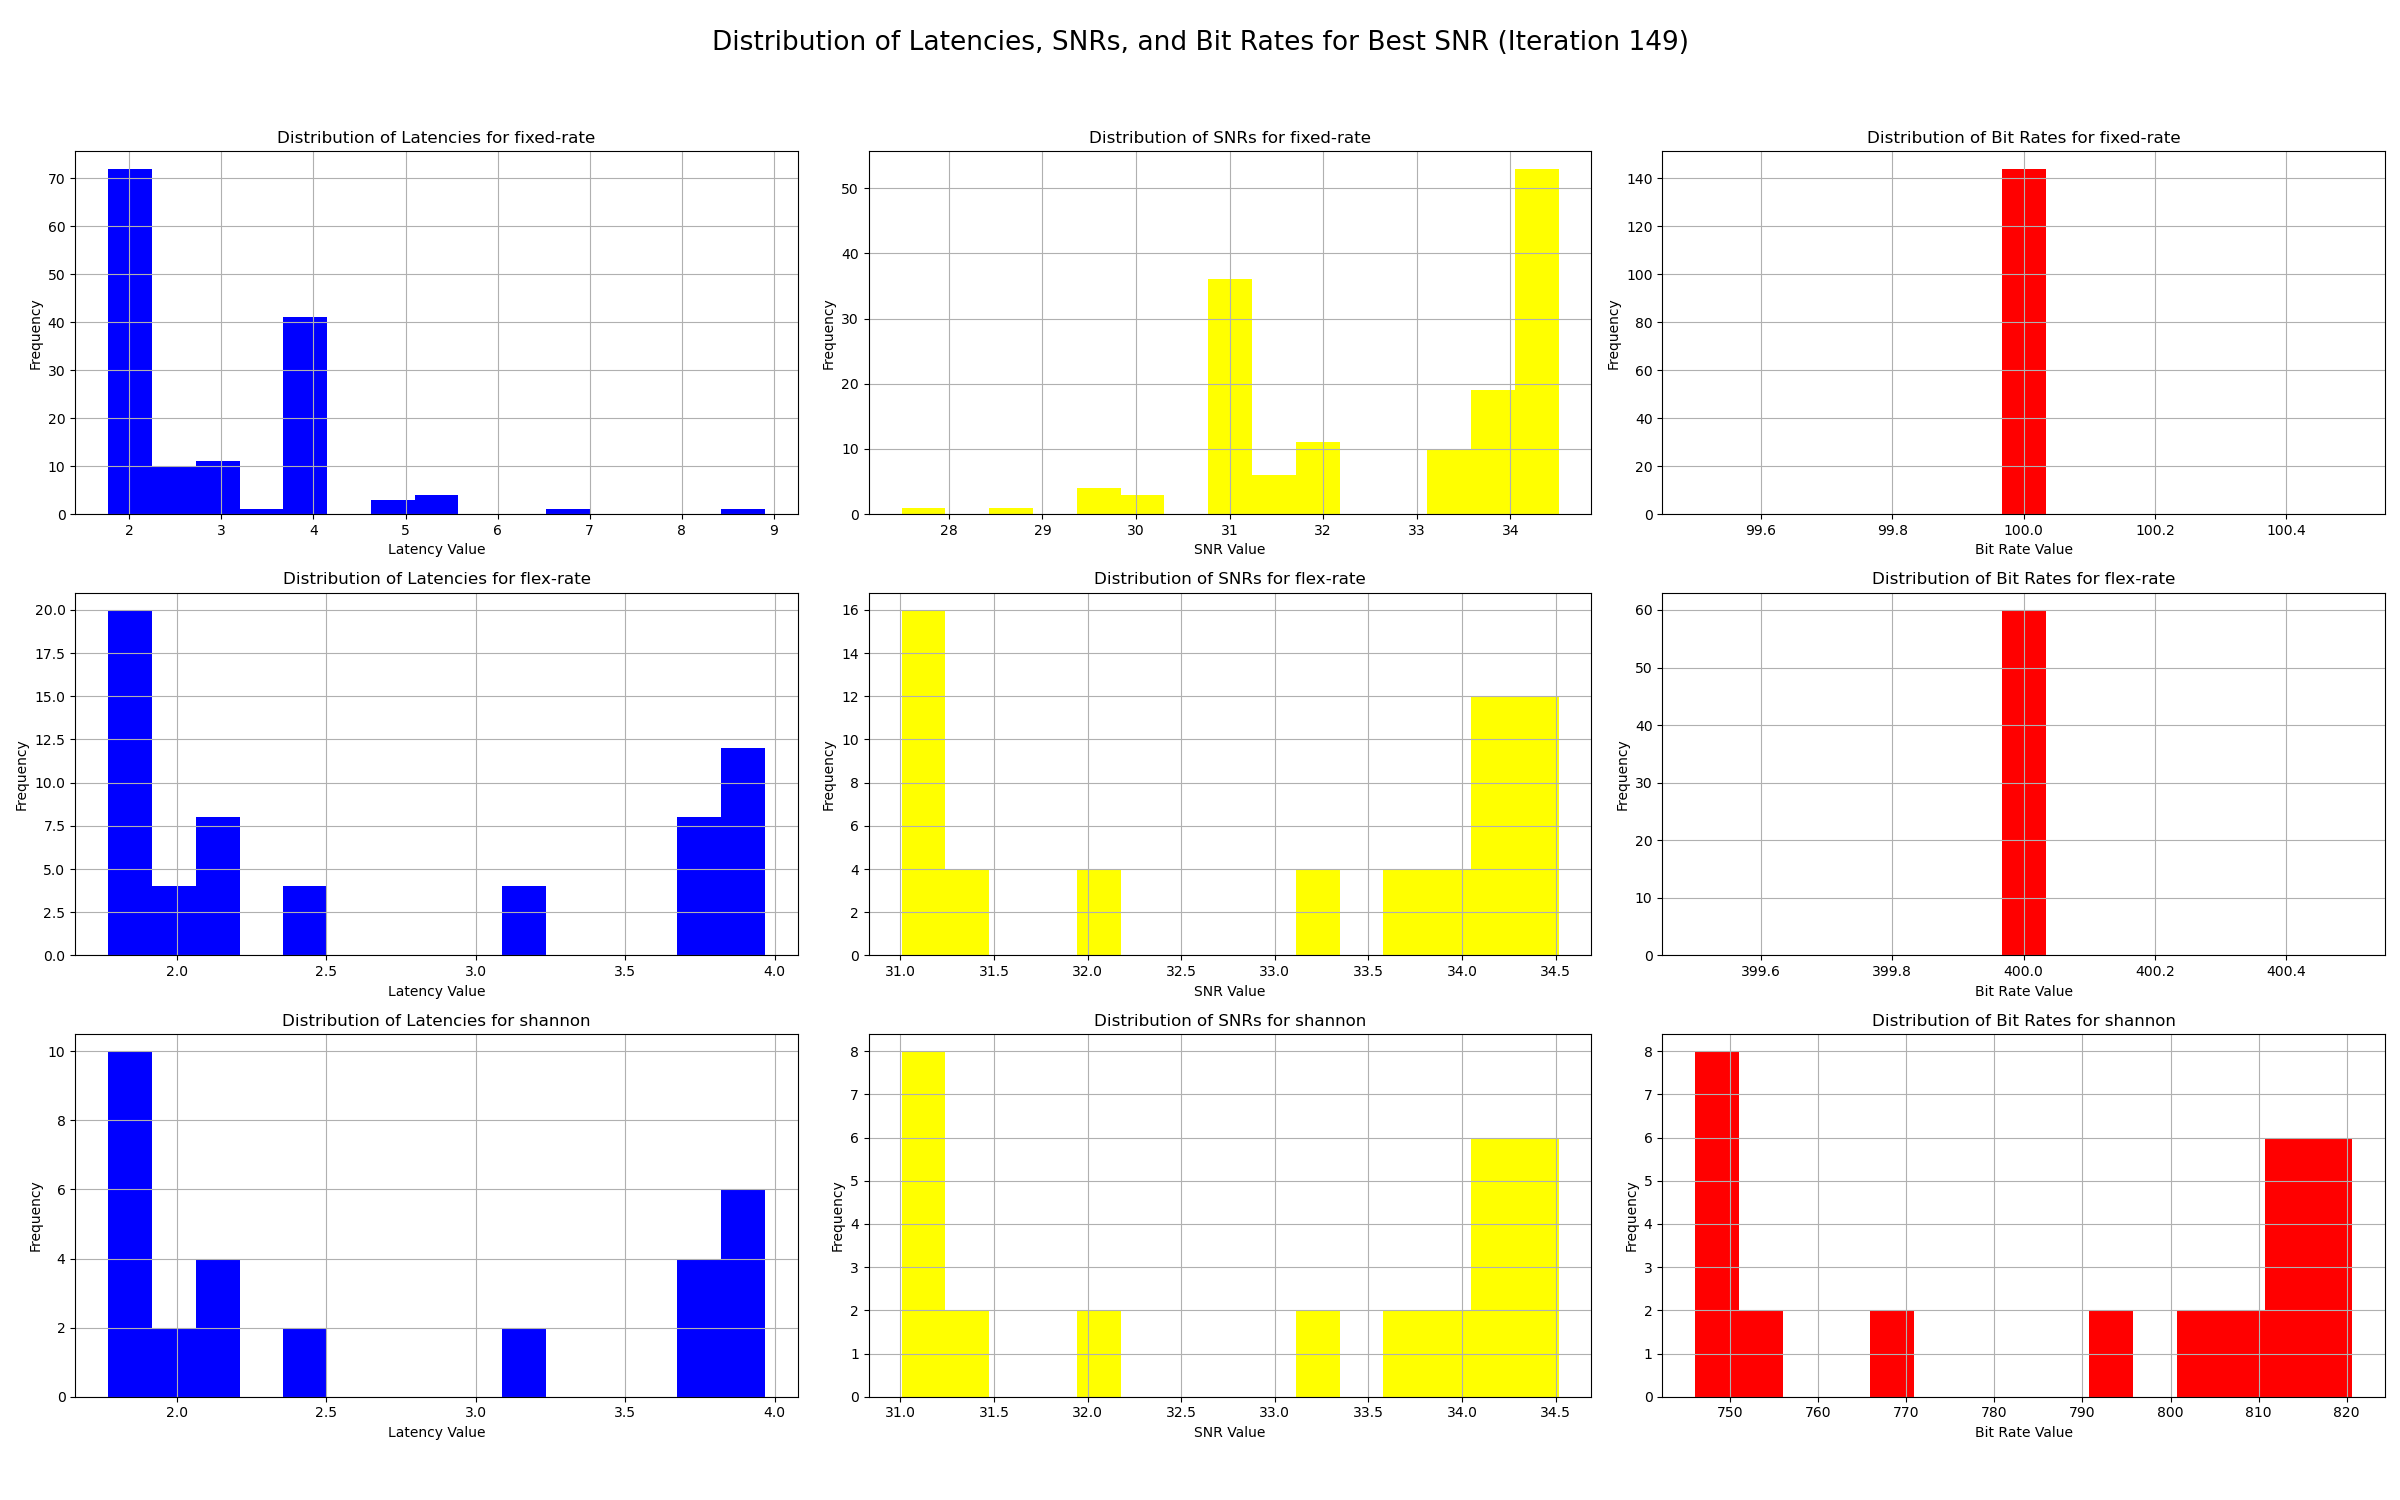 Distribution of Latencies, SNRs, and Bit Rates for Best SNR (Iteration 149)
Distribution of Latencies for fixed-rate
Frequency
0 10 20 30 40 50 60 70
2 3 4 5 6 7 8 9
Latency Value
Distribution of SNRs for fixed-rate
Frequency
0 10 20 30 40 50
28 29 30 31 32 33 34
SNR Value
Distribution of Bit Rates for fixed-rate
Frequency
0 20 40 60 80 100 120 140
99.6 99.8 100.0 100.2 100.4
Bit Rate Value
Distribution of Latencies for flex-rate
Frequency
0.0 2.5 5.0 7.5 10.0 12.5 15.0 17.5 20.0
2.0 2.5 3.0 3.5 4.0
Latency Value
Distribution of SNRs for flex-rate
Frequency
0 2 4 6 8 10 12 14 16
31.0 31.5 32.0 32.5 33.0 33.5 34.0 34.5
SNR Value
Distribution of Bit Rates for flex-rate
Frequency
0 10 20 30 40 50 60
399.6 399.8 400.0 400.2 400.4
Bit Rate Value
Distribution of Latencies for shannon
Frequency
0 2 4 6 8 10
2.0 2.5 3.0 3.5 4.0
Latency Value
Distribution of SNRs for shannon
Frequency
0 1 2 3 4 5 6 7 8
31.0 31.5 32.0 32.5 33.0 33.5 34.0 34.5
SNR Value
Distribution of Bit Rates for shannon
Frequency
0 1 2 3 4 5 6 7 8
750 760 770 780 790 800 810 820
Bit Rate Value